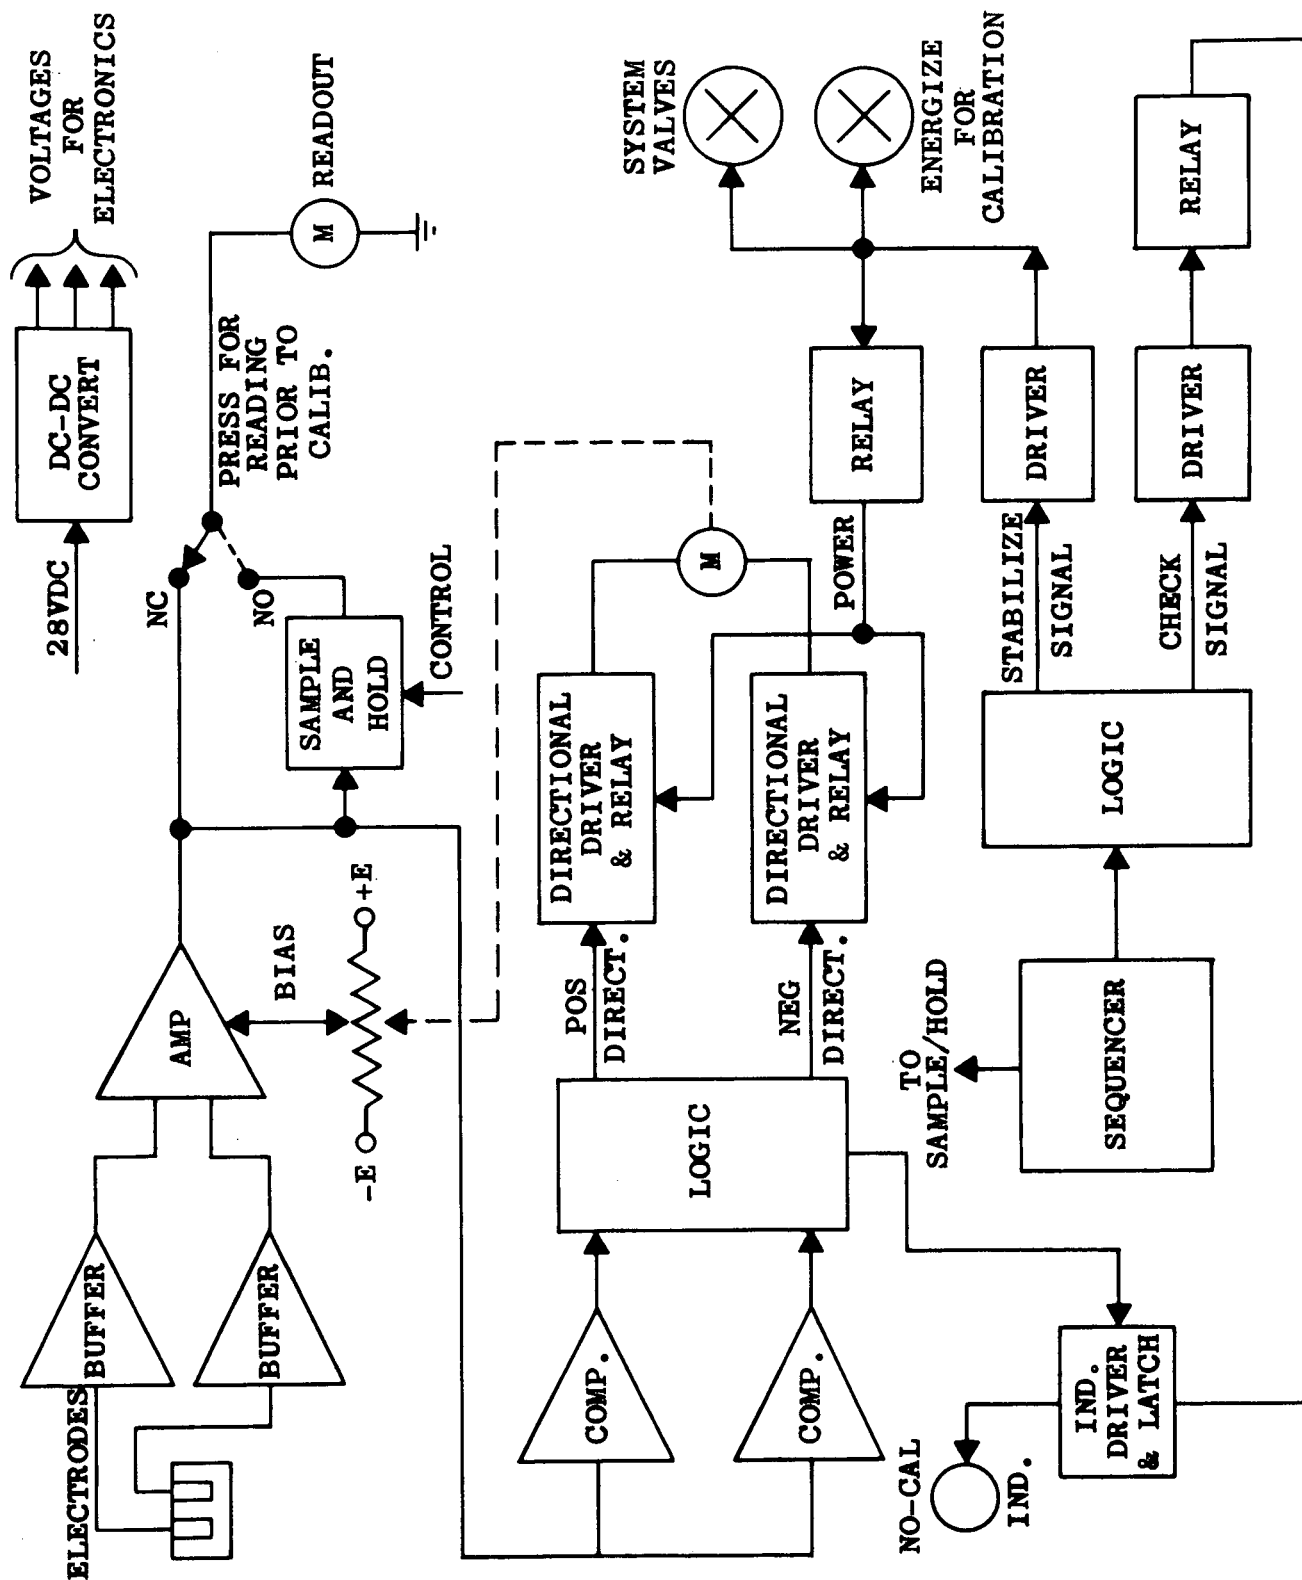 ELECTRODES
BUFFER
BUFFER
AMP
BIAS
-E
+E
28VDC
DC-DC
CONVERT
VOLTAGES
FOR
ELECTRONICS
NC
NO
PRESS FOR
READING
PRIOR TO
CALIB.
M
READOUT
SAMPLE
AND
HOLD
CONTROL
COMP.
COMP.
LOGIC
POS
DIRECT.
NEG
DIRECT.
DIRECTIONAL
DRIVER
& RELAY
DIRECTIONAL
DRIVER
& RELAY
M
POWER
RELAY
SYSTEM
VALVES
ENERGIZE
FOR
CALIBRATION
NO-CAL
IND.
IND.
DRIVER
& LATCH
TO
SAMPLE/HOLD
SEQUENCER
LOGIC
STABILIZE
SIGNAL
CHECK
SIGNAL
DRIVER
DRIVER
RELAY